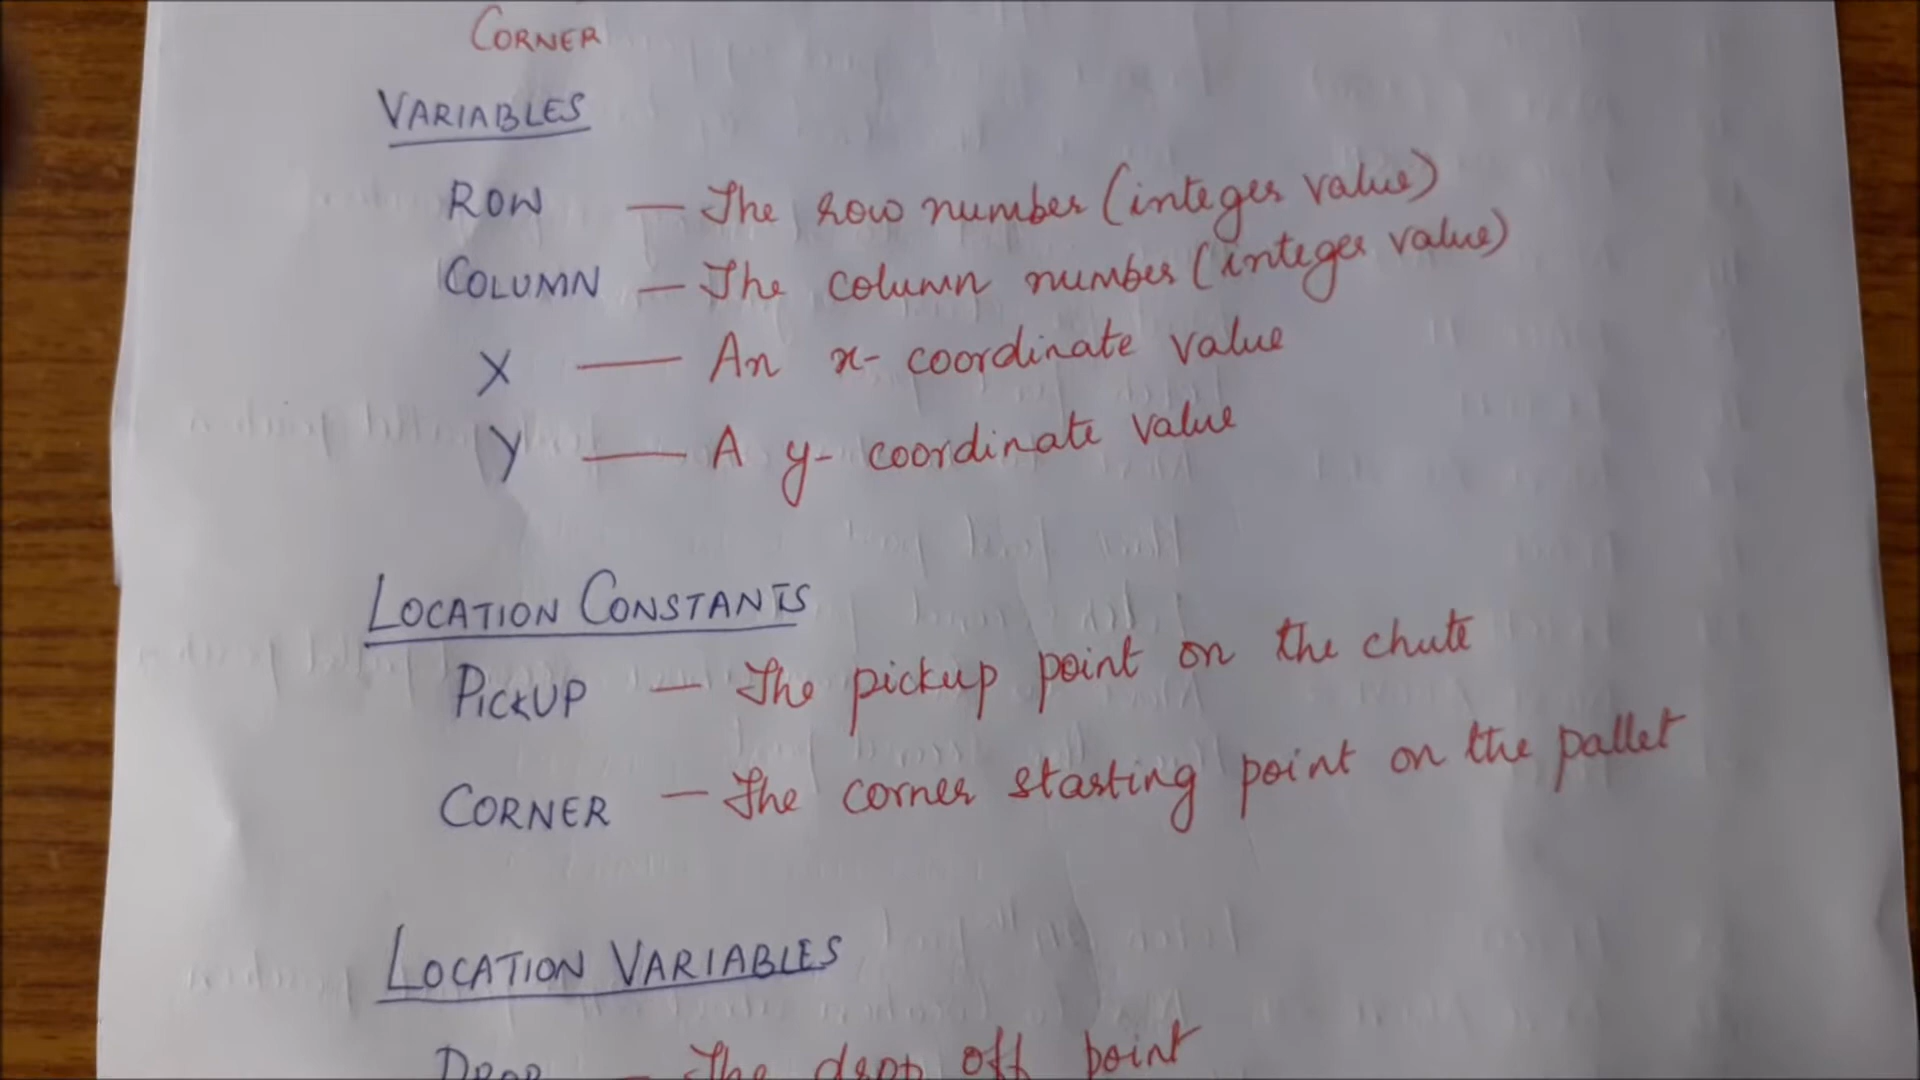 CORNER
VARIABLES
ROW — The row number (integer value)
COLUMN — The column number (integer value)
X — An x- coordinate value
Y — A y- coordinate value
LOCATION CONSTANTS
PICKUP — The pickup point on the chute
CORNER — The corner starting point on the pallet
LOCATION VARIABLES
DROP — The drop off point